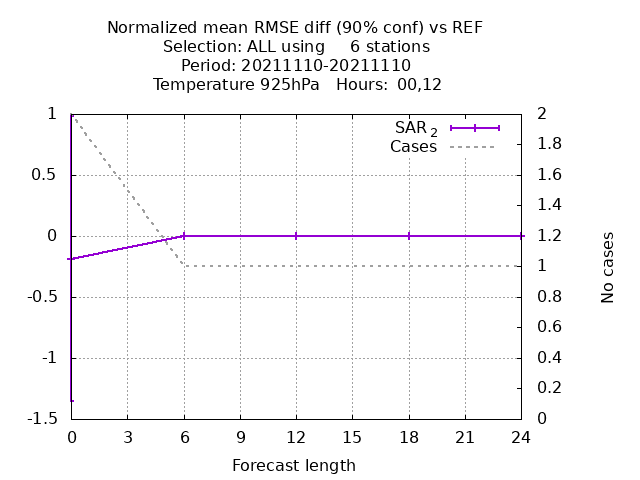 Normalized mean RMSE diff (90% conf) vs REF
Selection: ALL using     6 stations
Period: 20211110-20211110
Temperature 925hPa   Hours: 00,12
1
0.5
0
-0.5
-1
-1.5
SAR 2
Cases
2
1.8
1.6
1.4
1.2
1
0.8
0.6
0.4
0.2
0
No cases
0 3 6 9 12 15 18 21 24
Forecast length